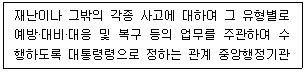 재난이나 그밖의 각종 사고에 대하여 그 유형별로
예방·대비·대응 및 복구 등의 업무를 주관하여 수
행하도록 대통령령으로 정하는 관계 중앙행정기관